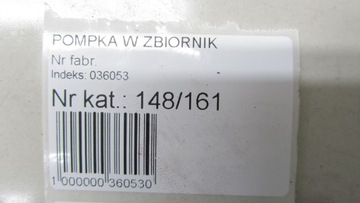 POMPKA W ZBIORNIK
Nr fabr.
Indeks: 036053
Nr kat.: 148/161
1 000000 360530